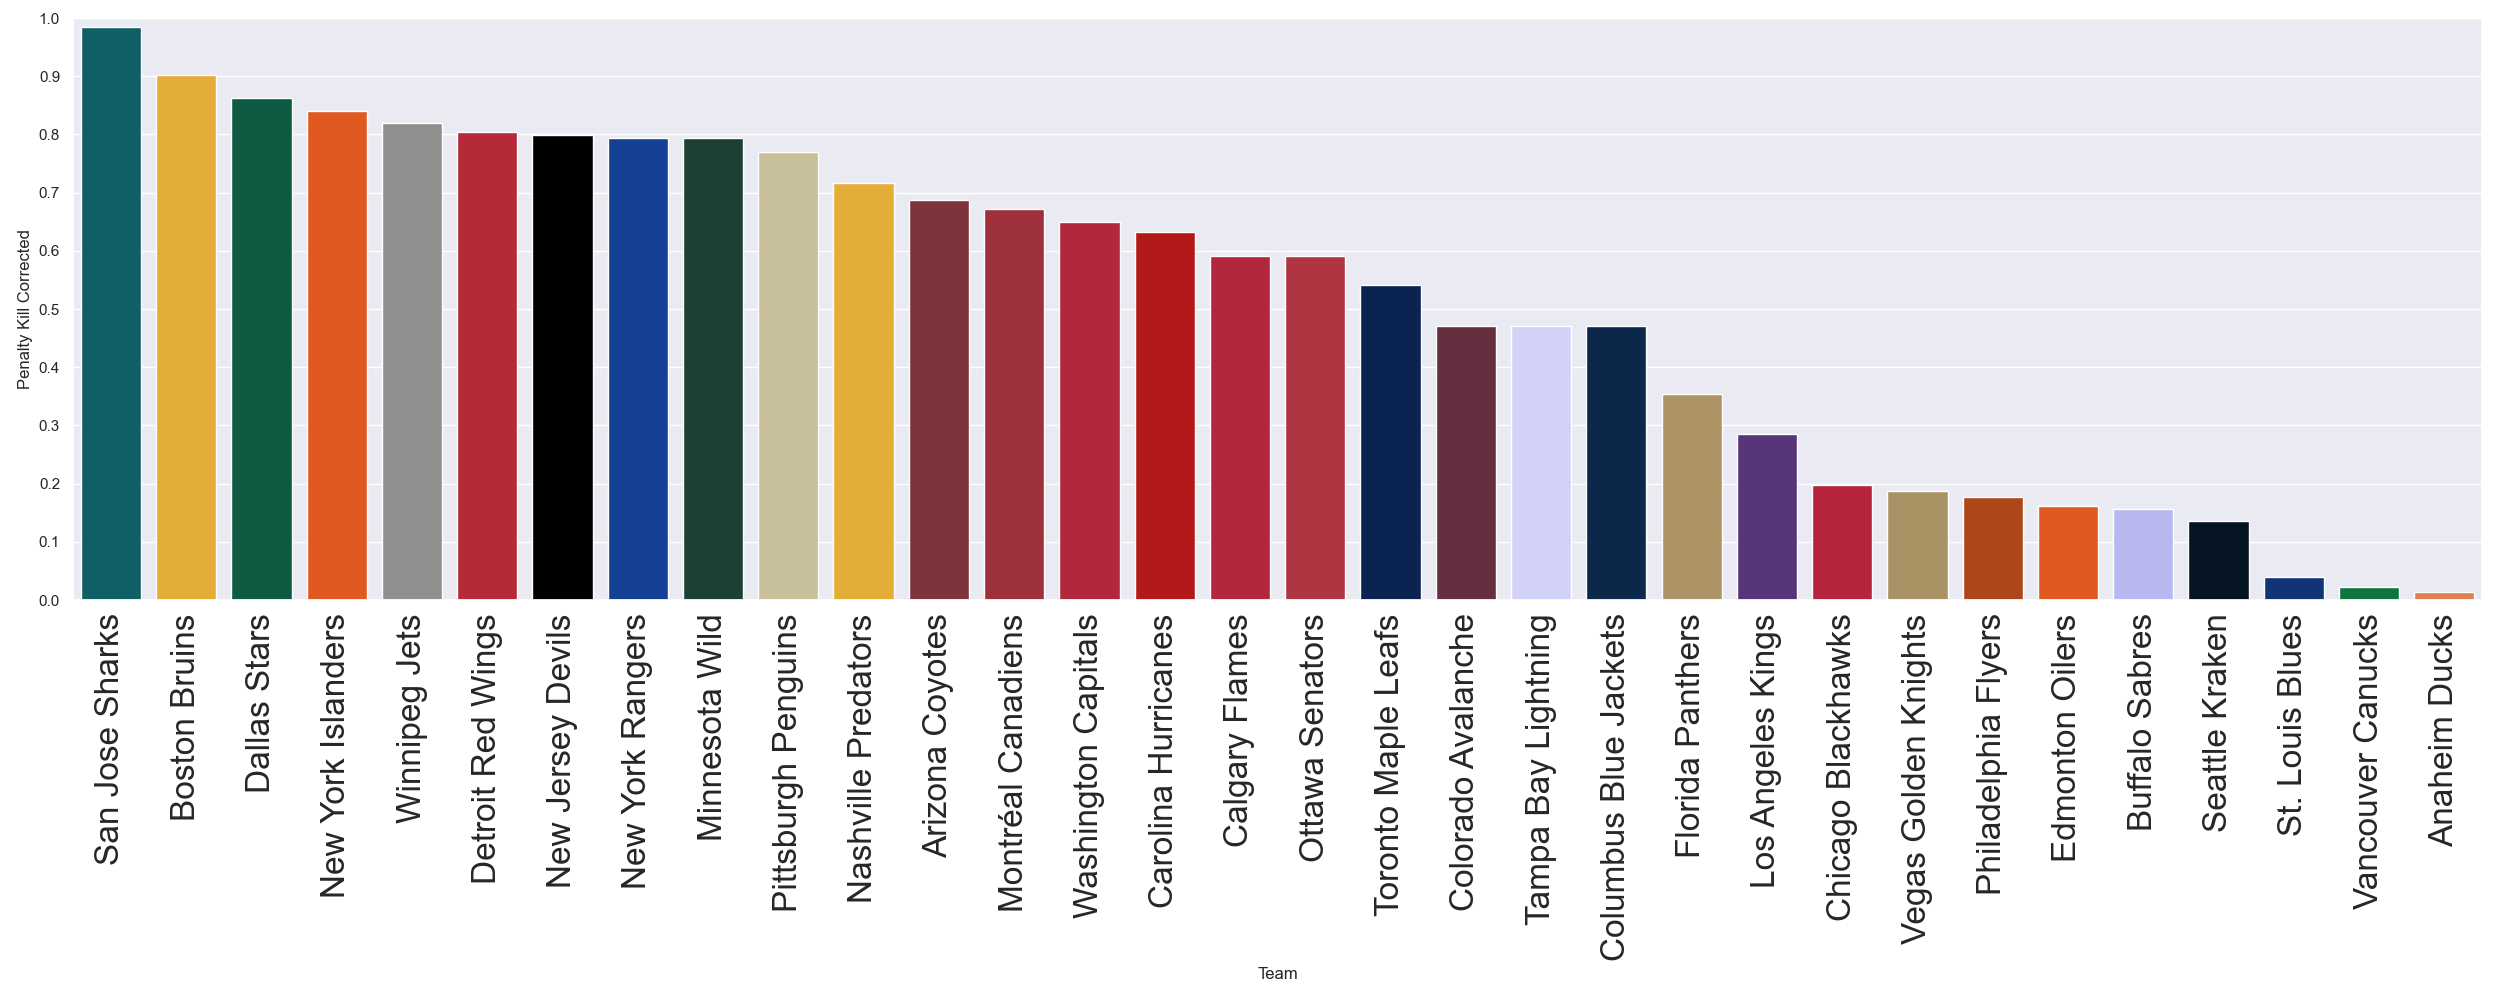 1.0
0.9
0.8
0.7
0.6
0.5
0.4
0.3
0.2
0.1
0.0
Penalty Kill Corrected
San Jose Sharks
Boston Bruins
Dallas Stars
New York Islanders
Winnipeg Jets
Detroit Red Wings
New Jersey Devils
New York Rangers
Minnesota Wild
Pittsburgh Penguins
Nashville Predators
Arizona Coyotes
Montréal Canadiens
Washington Capitals
Carolina Hurricanes
Calgary Flames
Ottawa Senators
Toronto Maple Leafs
Colorado Avalanche
Tampa Bay Lightning
Columbus Blue Jackets
Florida Panthers
Los Angeles Kings
Chicago Blackhawks
Vegas Golden Knights
Philadelphia Flyers
Edmonton Oilers
Buffalo Sabres
Seattle Kraken
St. Louis Blues
Vancouver Canucks
Anaheim Ducks
Team